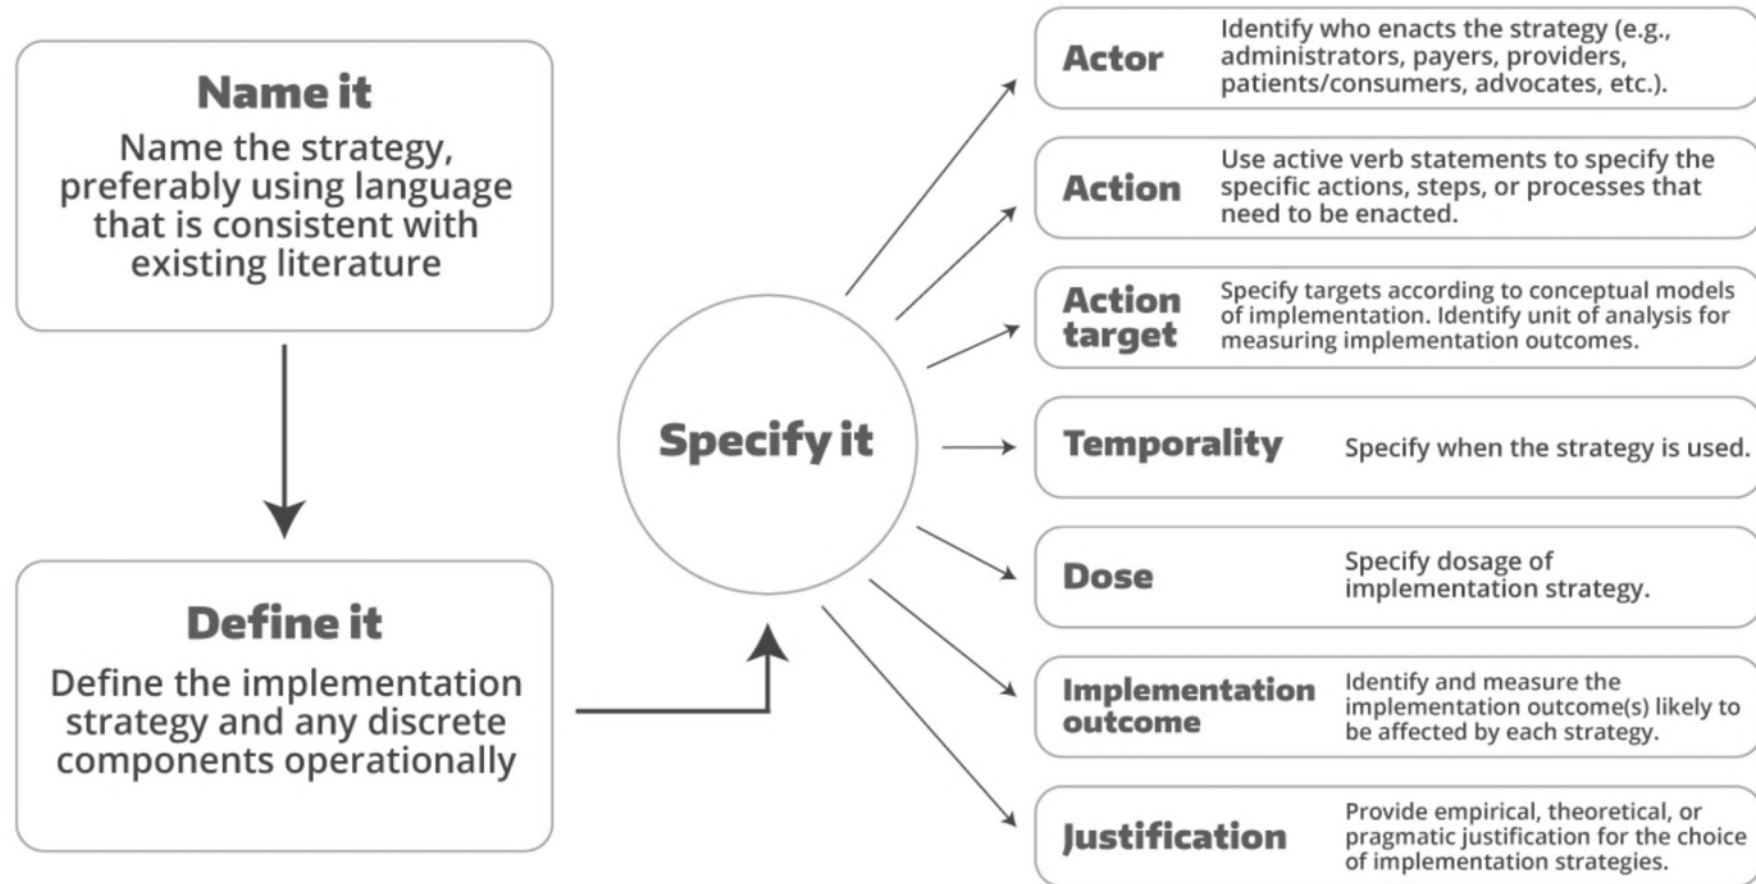 Name it
Name the strategy,
preferably using language
that is consistent with
existing literature
Define it
Define the implementation
strategy and any discrete
components operationally
Specify it
Actor
Identify who enacts the strategy (e.g.,
administrators, payers, providers,
patients/consumers, advocates, etc.).
Action
Use active verb statements to specify the
specific actions, steps, or processes that
need to be enacted.
Action
target
Specify targets according to conceptual models
of implementation. Identify unit of analysis for
measuring implementation outcomes.
Temporality
Specify when the strategy is used.
Dose
Specify dosage of
implementation strategy.
Implementation
outcome
Identify and measure the
implementation outcome(s) likely to
be affected by each strategy.
Justification
Provide empirical, theoretical, or
pragmatic justification for the choice
of implementation strategies.